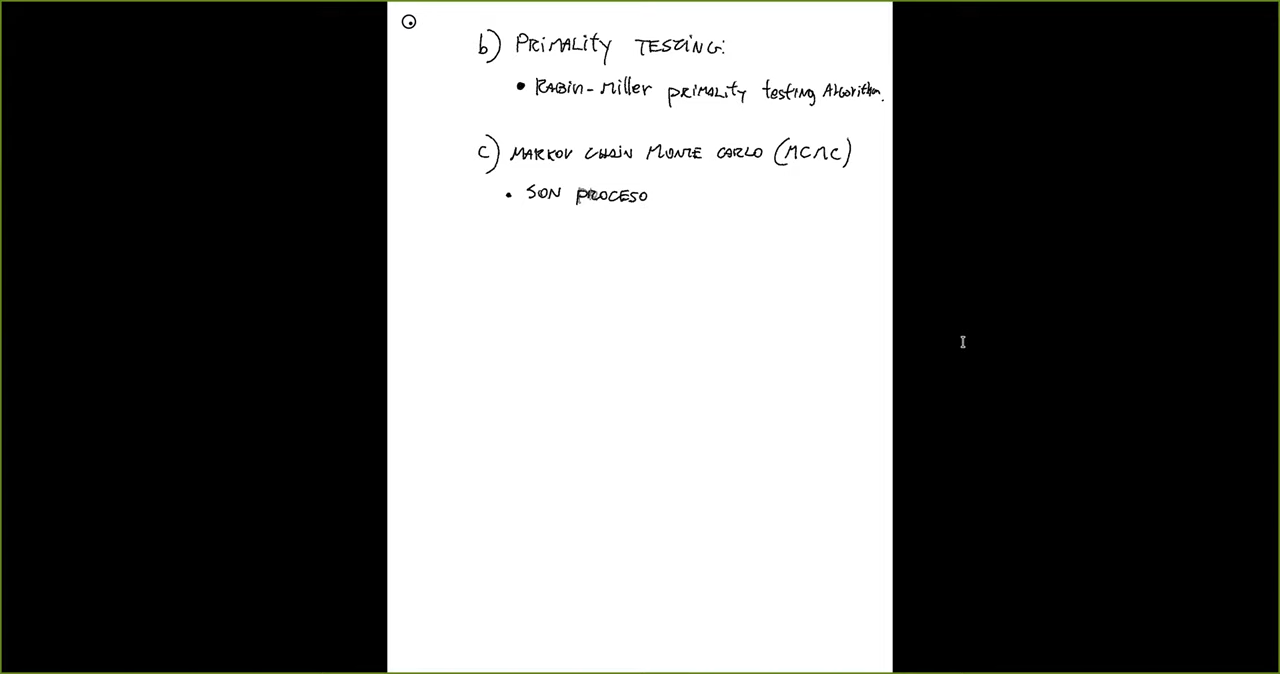 b) PRIMALITY TESTING:
• RABIN-MILLER PRIMALITY testing Algorithm.
c) MARKOV CHAIN MONTE CARLO (MCMC)
• SON PROCESO